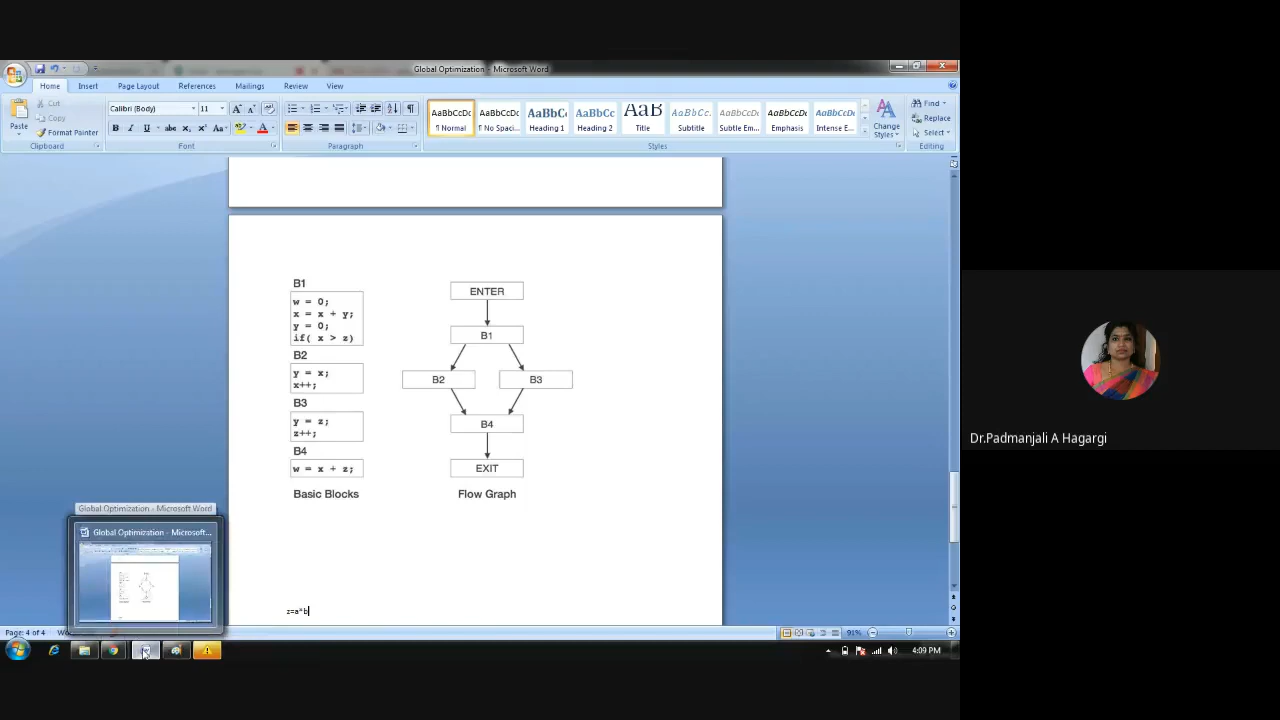 Global Optimization - Microsoft Word
Home Insert Page Layout References Mailings Review View
Paste
Cut
Copy
Format Painter
Clipboard
Calibri (Body) 11
Font
Paragraph
AaBbCcDc AaBbCcDc AaBbCc AaBbCc AaB AaBbCc. AaBbCcDc AaBbCcDc AaBbCcDc
¶ Normal ¶ No Spaci... Heading 1 Heading 2 Title Subtitle Subtle Em... Emphasis Intense E...
Change Styles
Styles
Find
Replace
Select
Editing
B1
w = 0;
x = x + y;
y = 0;
if( x > z)
B2
y = x;
x++;
B3
y = z;
z++;
B4
w = x + z;
Basic Blocks
ENTER
B1
B2 B3
B4
EXIT
Flow Graph
z=a*b
Global Optimization - Microsoft Word
Global Optimization - Microsoft...
Page: 4 of 4
91%
4:09 PM
Dr.Padmanjali A Hagargi